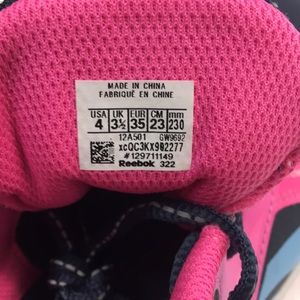 MADE IN CHINA
FABRIQUÉ EN CHINE
USA UK EUR CM mm
4 3½ 35 23 230
12A501 GW9692
xcQC3KX902277
#129711149
Reebok 322